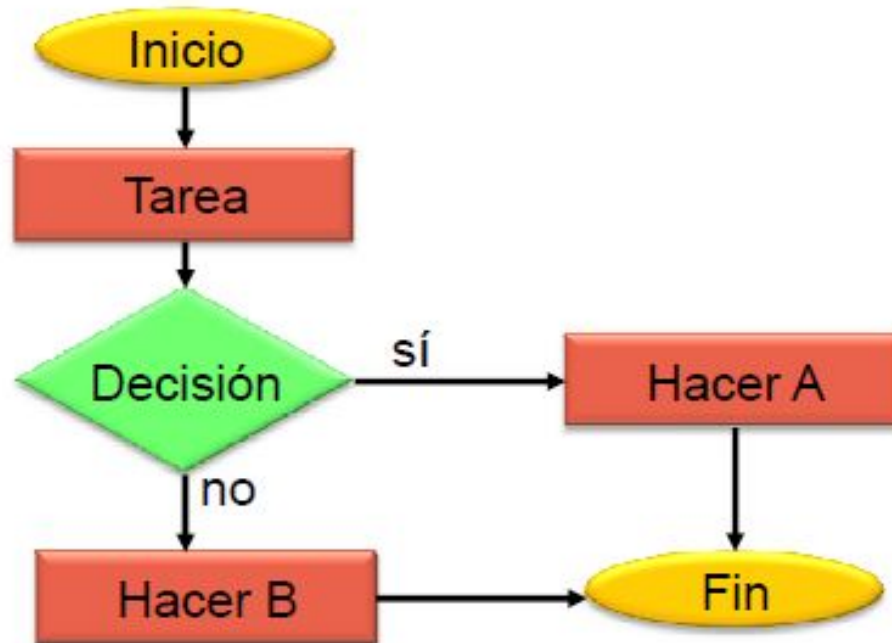 Inicio
Tarea
Decisión
sí
Hacer A
no
Hacer B
Fin